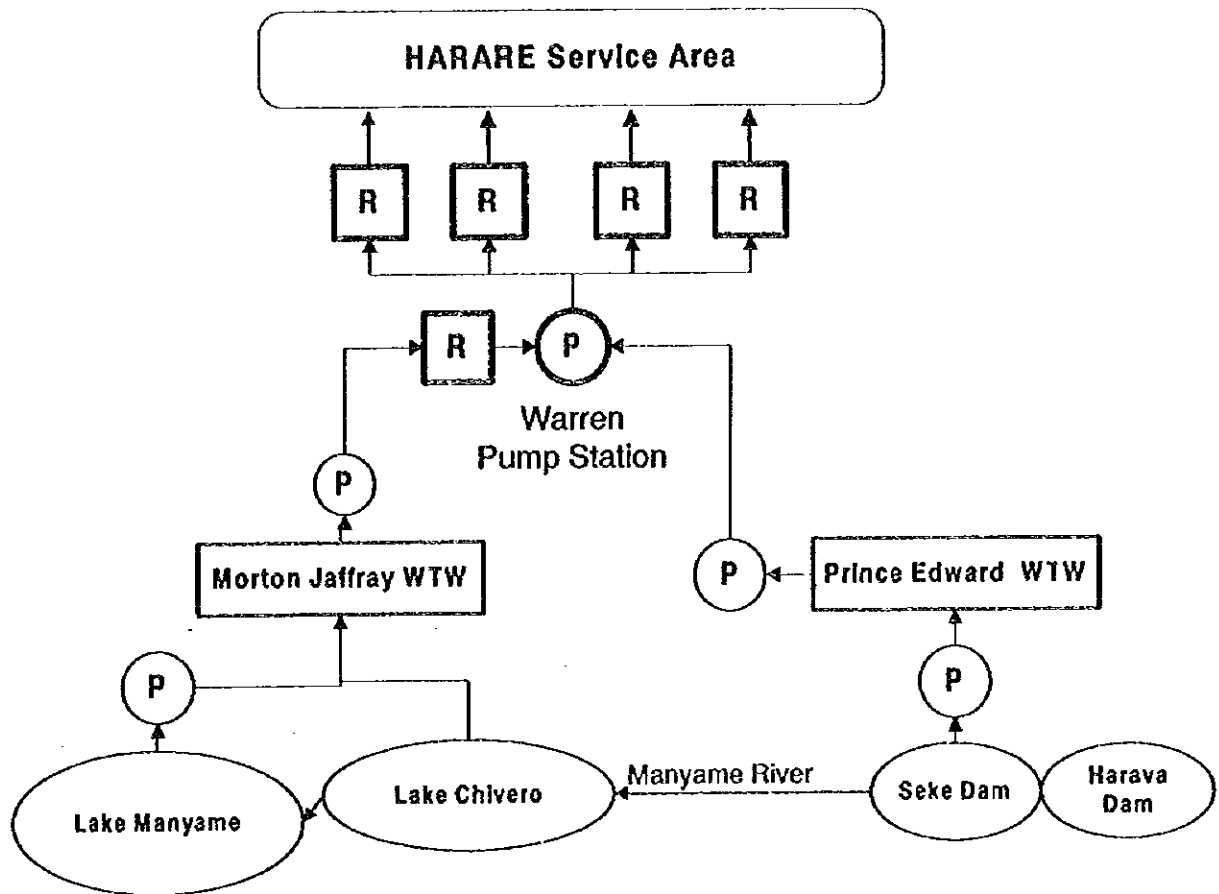 HARARE Service Area
R
R
R
R
R
P
Warren
Pump Station
P
Morton Jaffray WTW
P
Prince Edward WTW
P
P
Lake Manyame
Lake Chivero
Manyame River
Seke Dam
Harava
Dam